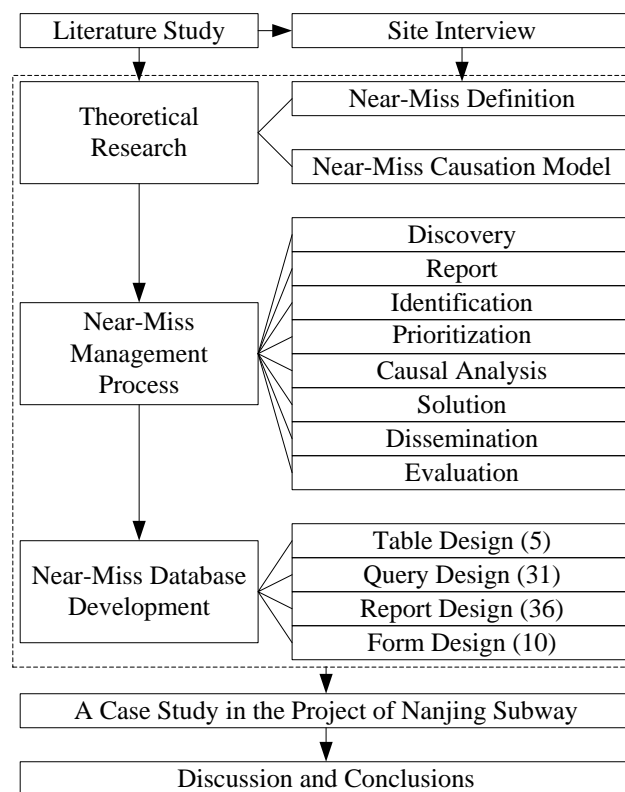 Literature Study
Site Interview
Theoretical
Research
Near-Miss Definition
Near-Miss Causation Model
Near-Miss
Management
Process
Discovery
Report
Identification
Prioritization
Causal Analysis
Solution
Dissemination
Evaluation
Near-Miss Database
Development
Table Design (5)
Query Design (31)
Report Design (36)
Form Design (10)
A Case Study in the Project of Nanjing Subway
Discussion and Conclusions